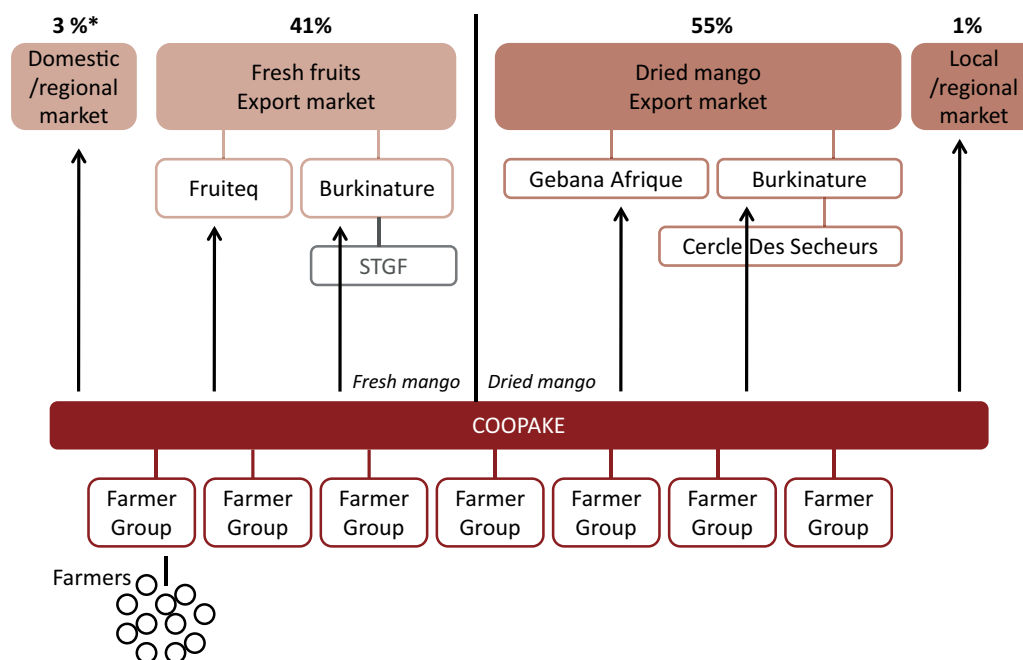 3 %*
41%
55%
1%
Domestic
/regional
market
Fresh fruits
Export market
Dried mango
Export market
Local
/regional
market
Fruiteq
Burkinature
Gebana Afrique
Burkinature
STGF
Cercle Des Secheurs
Fresh mango
Dried mango
COOPAKE
Farmer
Group
Farmer
Group
Farmer
Group
Farmer
Group
Farmer
Group
Farmer
Group
Farmer
Group
Farmers